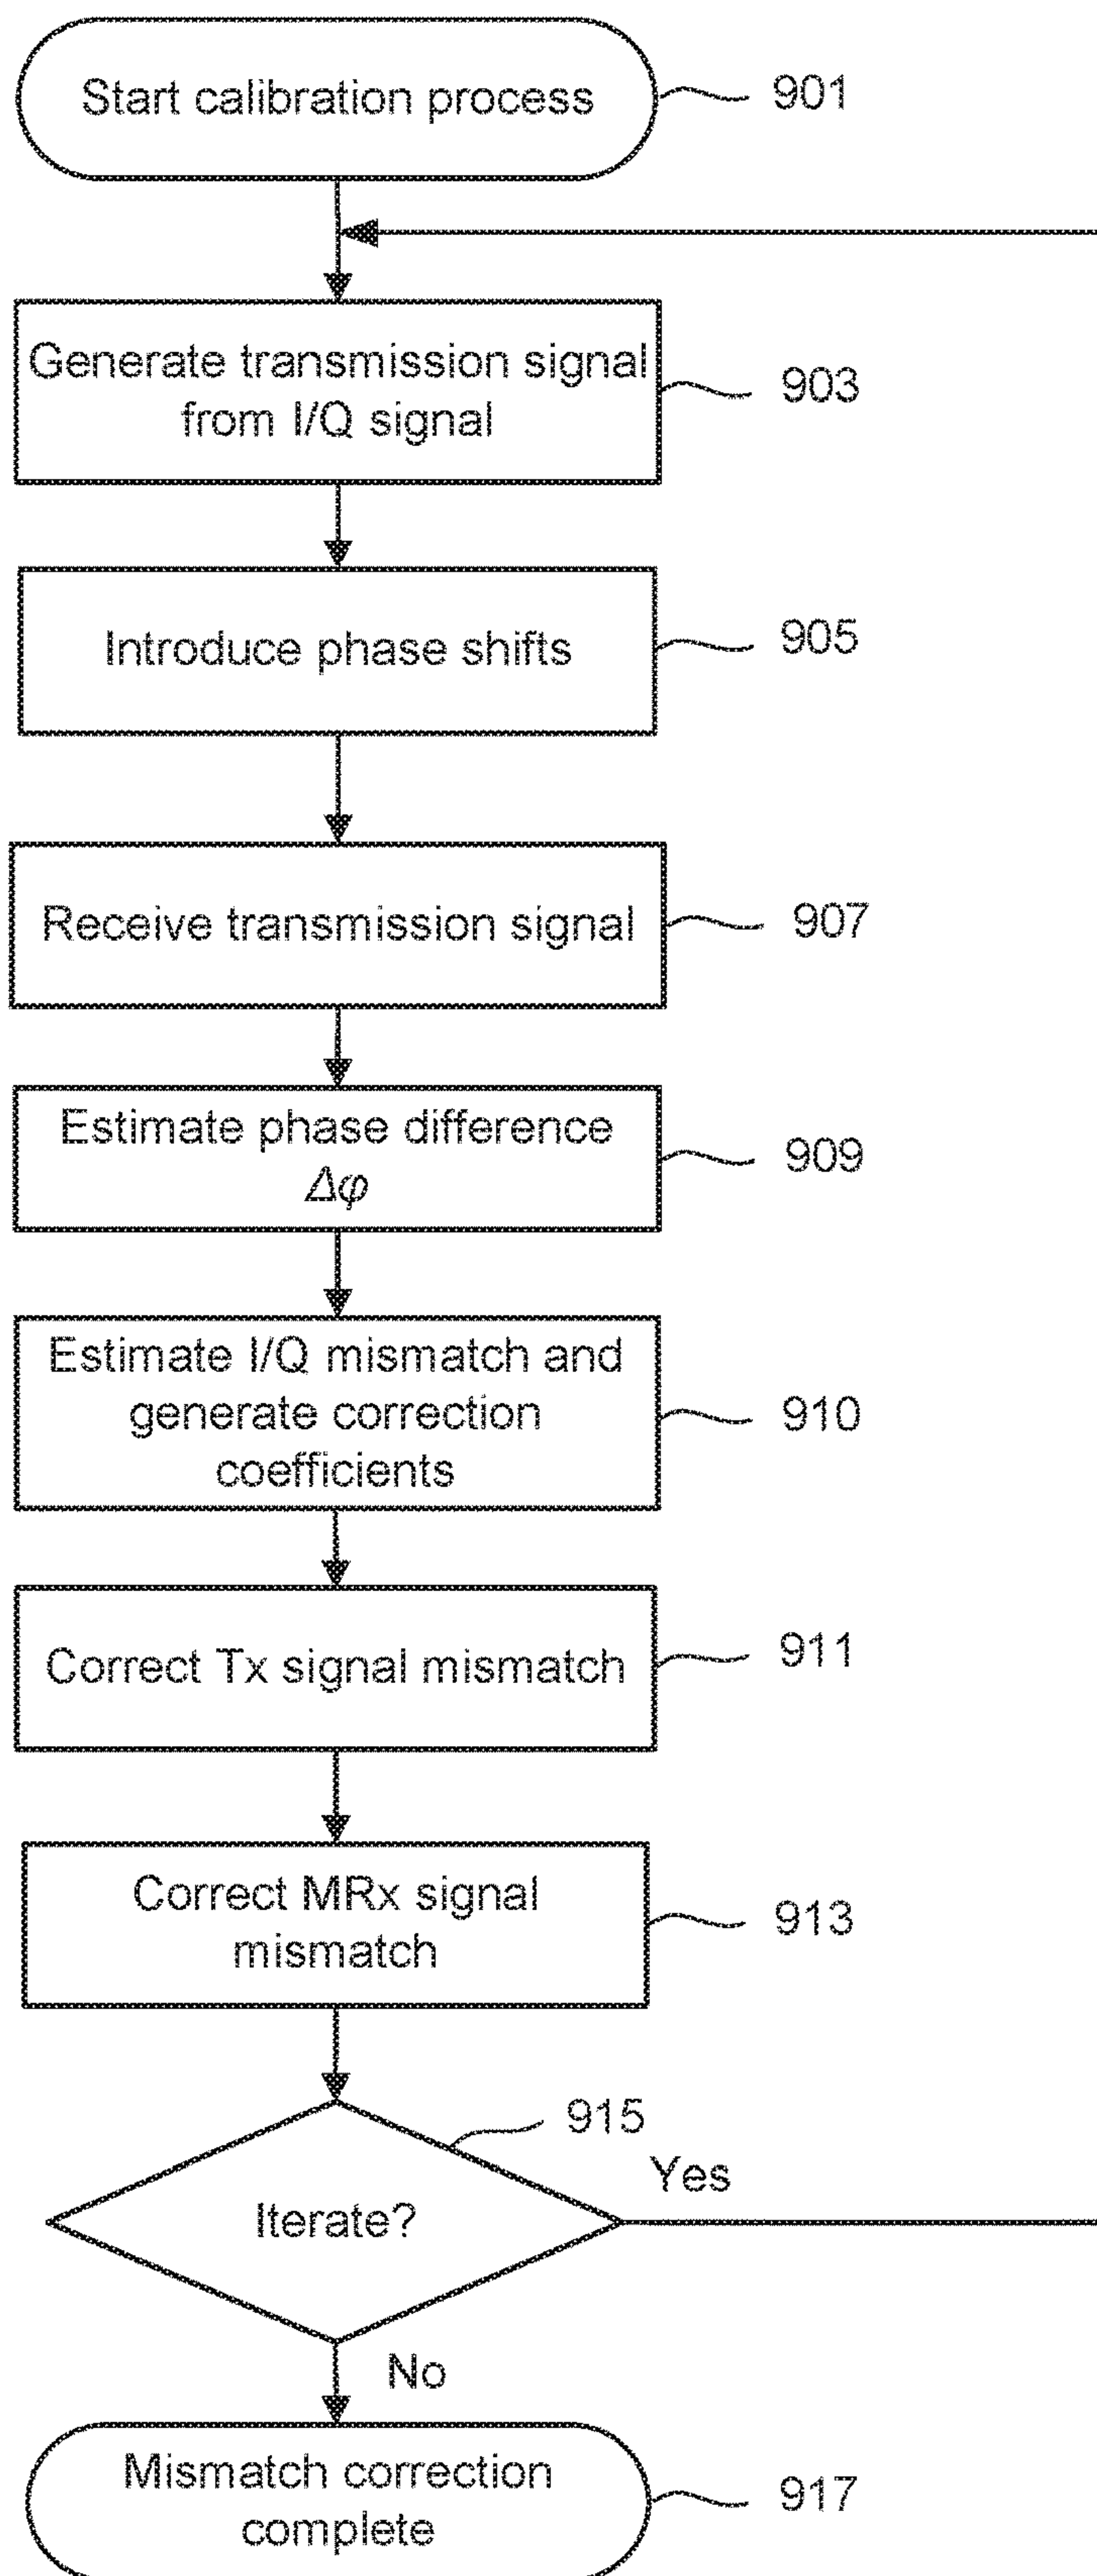 Start calibration process
901
Generate transmission signal
from I/Q signal
903
Introduce phase shifts
905
Receive transmission signal
907
Estimate phase difference
Δφ
909
Estimate I/Q mismatch and
generate correction
coefficients
910
Correct Tx signal mismatch
911
Correct MRx signal
mismatch
913
915
Iterate?
Yes
No
Mismatch correction
complete
917